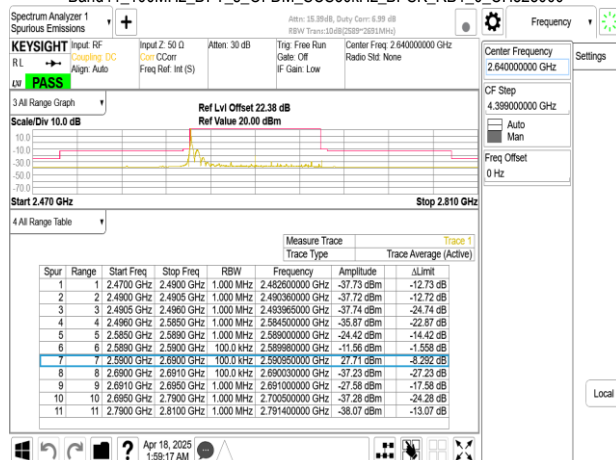 Spectrum Analyzer 1
Spurious Emissions
Attn: 15.39dB, Duty Corr: 6.99 dB
RBW Trans:10dB(2589~2691MHz)
Frequency
KEYSIGHT
Input: RF
Coupling: DC
Align: Auto
Input Z: 50 Ω
Corr CCorr
Freq Ref: Int (S)
Atten: 30 dB
Trig: Free Run
Gate: Off
IF Gain: Low
Center Freq: 2.640000000 GHz
Radio Std: None
RL
LXI
PASS
Center Frequency
2.640000000 GHz
Settings
CF Step
4.399000000 GHz
Auto
Man
Freq Offset
0 Hz
3 All Range Graph
Scale/Div 10.0 dB
Ref Lvl Offset 22.38 dB
Ref Value 20.00 dBm
10.0
-10.0
-30.0
-50.0
-70.0
Start 2.470 GHz
Stop 2.810 GHz
4 All Range Table
Measure Trace Trace 1
Trace Type Trace Average (Active)
Spur Range Start Freq Stop Freq RBW Frequency Amplitude ΔLimit
1 1 2.4700 GHz 2.4900 GHz 1.000 MHz 2.482600000 GHz -37.73 dBm -12.73 dB
2 2 2.4900 GHz 2.4905 GHz 1.000 MHz 2.490360000 GHz -37.72 dBm -12.72 dB
3 3 2.4905 GHz 2.4960 GHz 1.000 MHz 2.493965000 GHz -37.74 dBm -24.74 dB
4 4 2.4960 GHz 2.5850 GHz 1.000 MHz 2.584500000 GHz -35.87 dBm -22.87 dB
5 5 2.5850 GHz 2.5890 GHz 1.000 MHz 2.589000000 GHz -24.42 dBm -14.42 dB
6 6 2.5890 GHz 2.5900 GHz 100.0 kHz 2.589980000 GHz -11.56 dBm -1.558 dB
7 7 2.5900 GHz 2.6900 GHz 100.0 kHz 2.590950000 GHz 27.71 dBm -8.292 dB
8 8 2.6900 GHz 2.6910 GHz 100.0 kHz 2.690030000 GHz -37.23 dBm -27.23 dB
9 9 2.6910 GHz 2.6950 GHz 1.000 MHz 2.691000000 GHz -27.58 dBm -17.58 dB
10 10 2.6950 GHz 2.7900 GHz 1.000 MHz 2.700500000 GHz -37.28 dBm -24.28 dB
11 11 2.7900 GHz 2.8100 GHz 1.000 MHz 2.791400000 GHz -38.07 dBm -13.07 dB
Local
Apr 18, 2025
1:59:17 AM